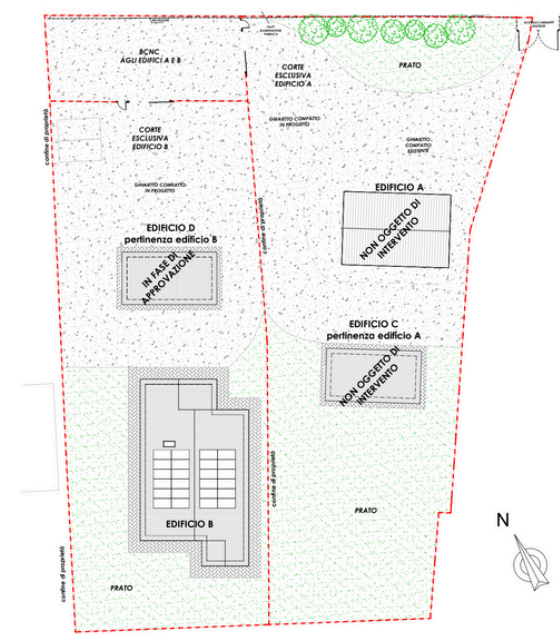 BCNC
AGLI EDIFICI A E B
CORTE
ESCLUSIVA
EDIFICIO A
PRATO
GHIAIETTO COMPATTO
IN PROGETTO
GHIAIETTO
COMPATTO
ESISTENTE
confine di proprietà
CORTE
ESCLUSIVA
EDIFICIO B
GHIAIETTO COMPATTO
IN PROGETTO
EDIFICIO A
NON OGGETTO DI
INTERVENTO
confine di proprietà
EDIFICIO D
pertinenza edificio B
IN FASE DI
APPROVAZIONE
EDIFICIO C
pertinenza edificio A
NON OGGETTO DI
INTERVENTO
confine di proprietà
PRATO
EDIFICIO B
N
confine di proprietà
PRATO